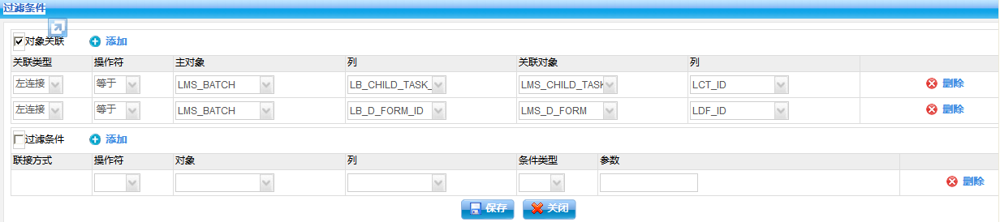 过滤条件
对象关联 添加
关联类型 操作符 主对象 列 关联对象 列
左连接 等于 LMS_BATCH LB_CHILD_TASK_ LMS_CHILD_TASK LCT_ID 删除
左连接 等于 LMS_BATCH LB_D_FORM_ID LMS_D_FORM LDF_ID 删除
过滤条件 添加
联接方式 操作符 对象 列 条件类型 参数
删除
保存 关闭